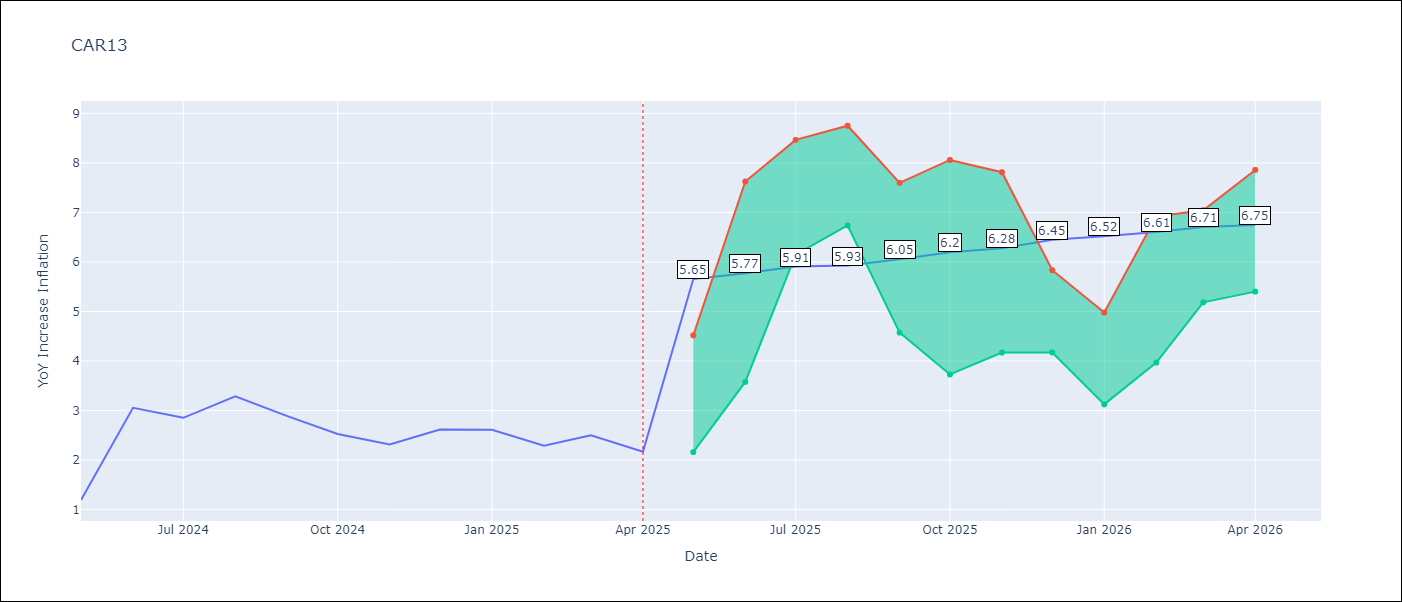 CAR13
YoY Increase Inflation
9
8
7
6
5
4
3
2
1
5.65
5.77
5.91
5.93
6.05
6.2
6.28
6.45
6.52
6.61
6.71
6.75
Jul 2024
Oct 2024
Jan 2025
Apr 2025
Jul 2025
Oct 2025
Jan 2026
Apr 2026
Date